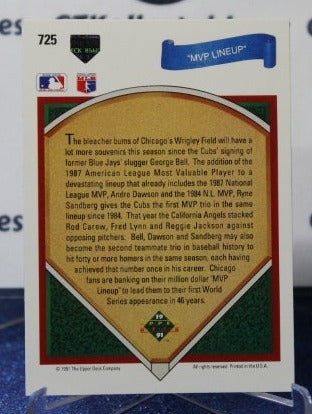 725
"MVP LINEUP"
The bleacher bums of Chicago's Wrigley Field will have
a lot more souvenirs this season since the Cubs' signing of
former Blue Jays' slugger George Bell. The addition of the
1987 American League Most Valuable Player to a
devastating lineup that already includes the 1987 National
League MVP, Andre Dawson and the 1984 N.L. MVP, Ryne
Sandberg gives the Cubs the first MVP trio in the same
lineup since 1984. That year the California Angels stacked
Rod Carew, Fred Lynn and Reggie Jackson against
opposing pitchers. Bell, Dawson and Sandberg may also
become the second teammate trio in baseball history to
hit forty or more homers in the same season, each having
achieved that number once in his career. Chicago
fans are banking on their million dollar "MVP
Lineup" to lead them to their first World
Series appearance in 46 years.
19
91
© 1991 The Upper Deck Company
All rights reserved. Printed in the U.S.A.